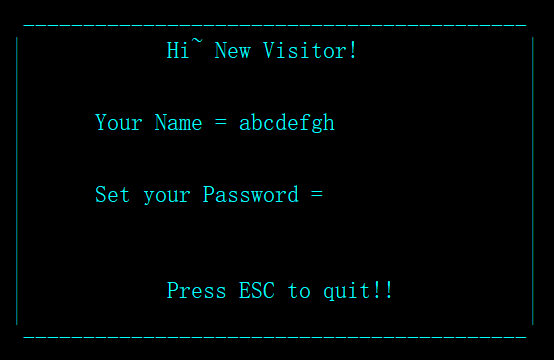 Hi~ New Visitor!
Your Name = abcdefgh
Set your Password =
Press ESC to quit!!